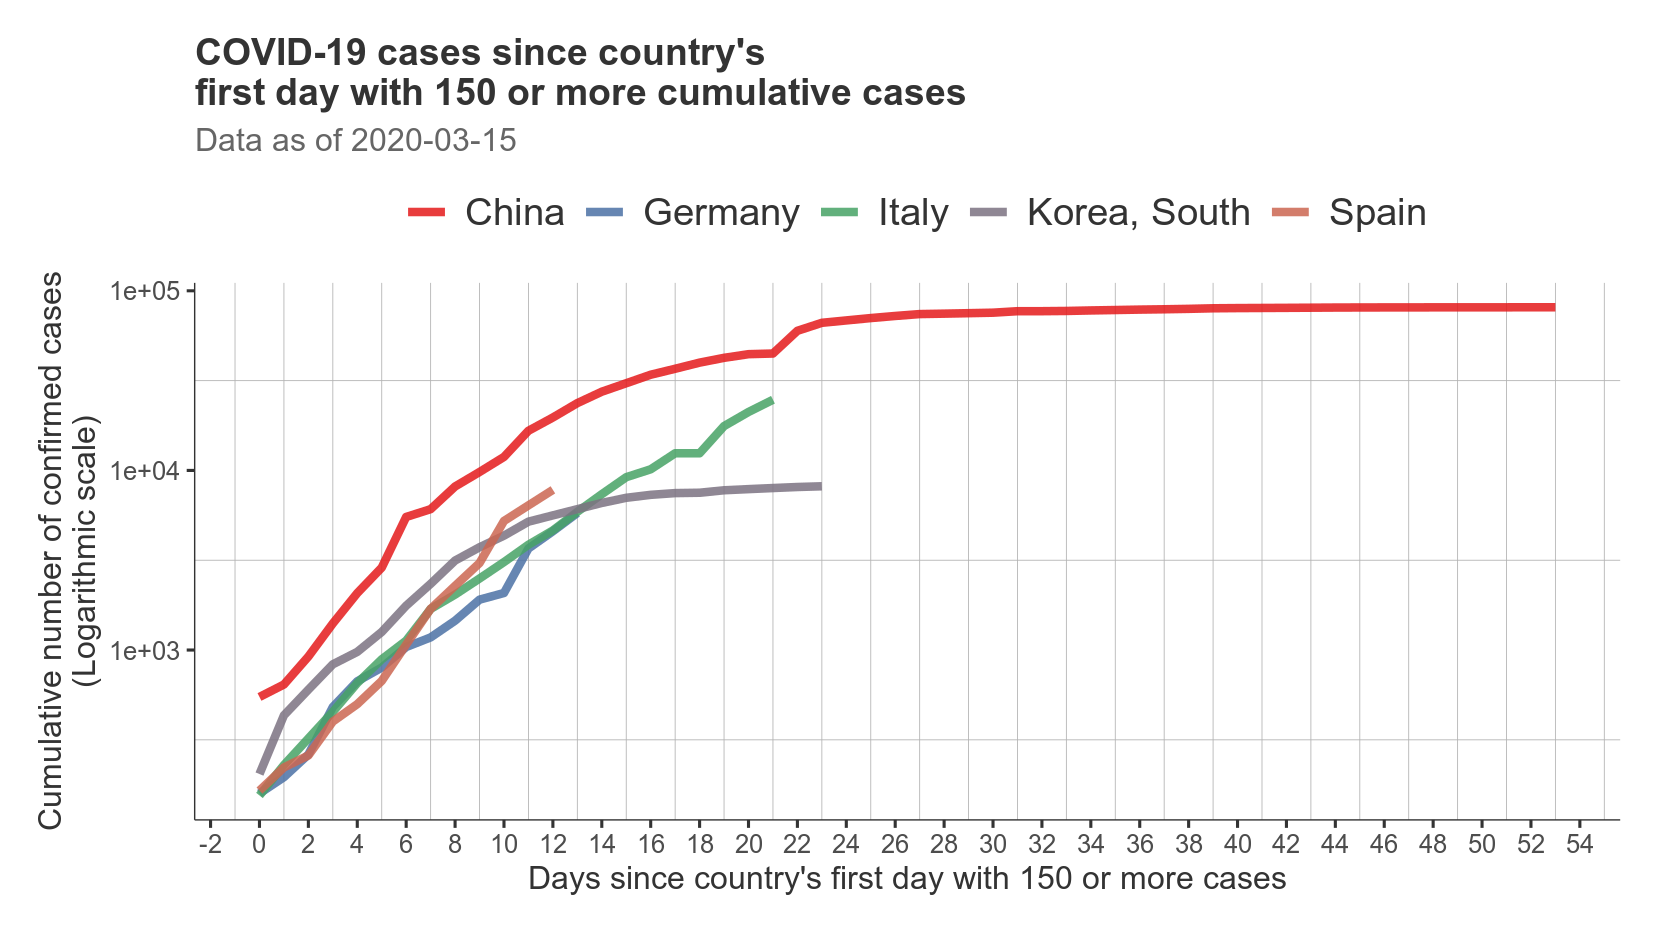 COVID-19 cases since country's
first day with 150 or more cumulative cases
Data as of 2020-03-15
China Germany Italy Korea, South Spain
Cumulative number of confirmed cases
(Logarithmic scale)
1e+05
1e+04
1e+03
-2 0 2 4 6 8 10 12 14 16 18 20 22 24 26 28 30 32 34 36 38 40 42 44 46 48 50 52 54
Days since country's first day with 150 or more cases